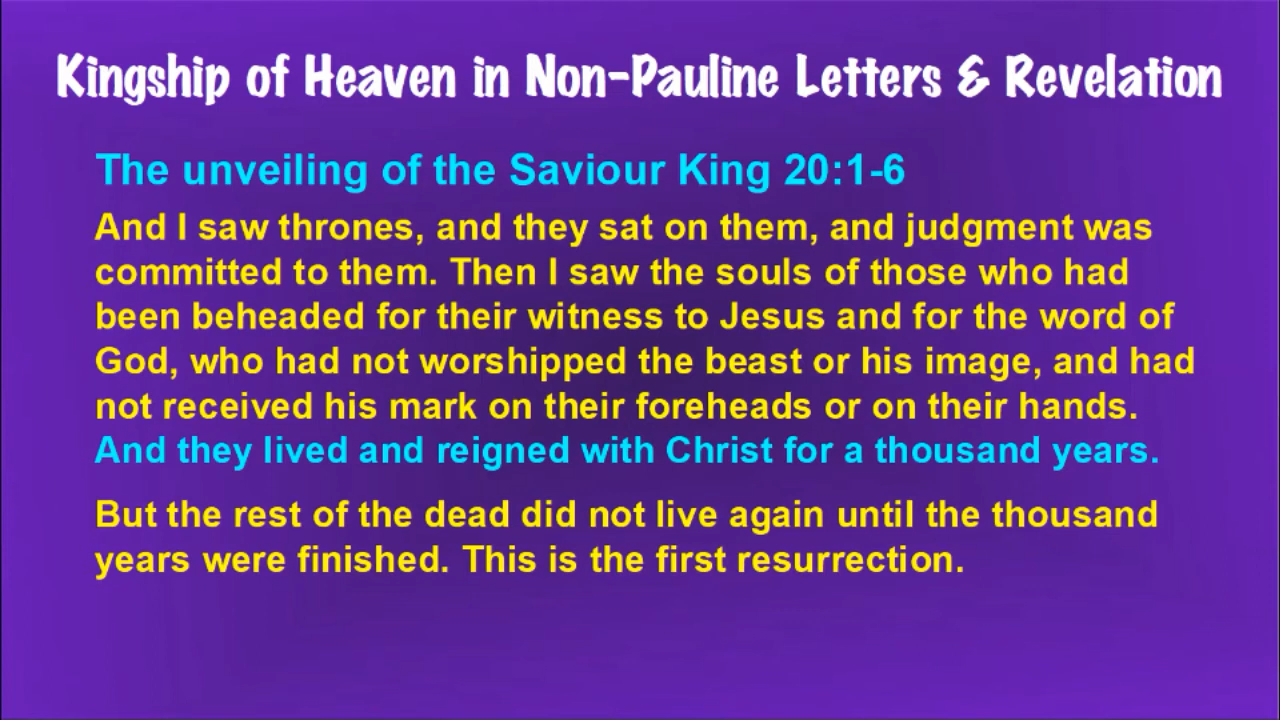 Kingship of Heaven in Non-Pauline Letters & Revelation
The unveiling of the Saviour King 20:1-6
And I saw thrones, and they sat on them, and judgment was
committed to them. Then I saw the souls of those who had
been beheaded for their witness to Jesus and for the word of
God, who had not worshipped the beast or his image, and had
not received his mark on their foreheads or on their hands.
And they lived and reigned with Christ for a thousand years.
But the rest of the dead did not live again until the thousand
years were finished. This is the first resurrection.